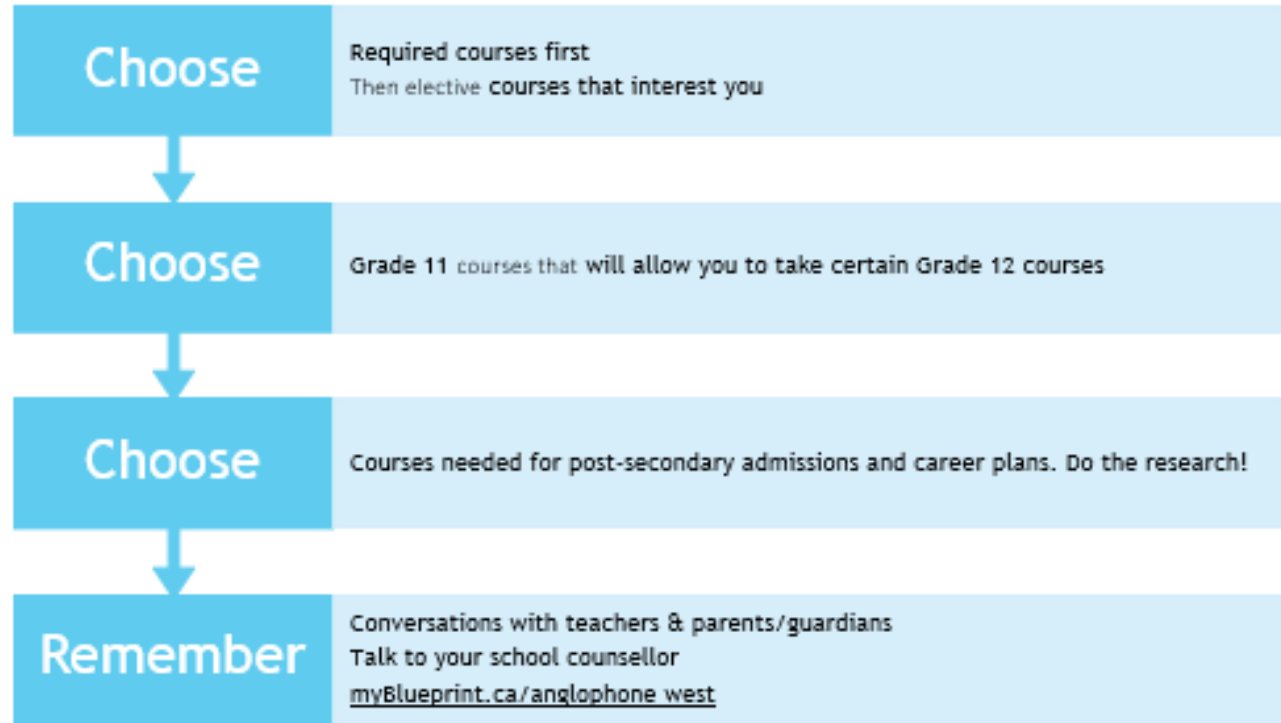 Choose
Required courses first
Then elective courses that interest you
Choose
Grade 11 courses that will allow you to take certain Grade 12 courses
Choose
Courses needed for post-secondary admissions and career plans. Do the research!
Remember
Conversations with teachers & parents/guardians
Talk to your school counsellor
myBlueprint.ca/anglophone west